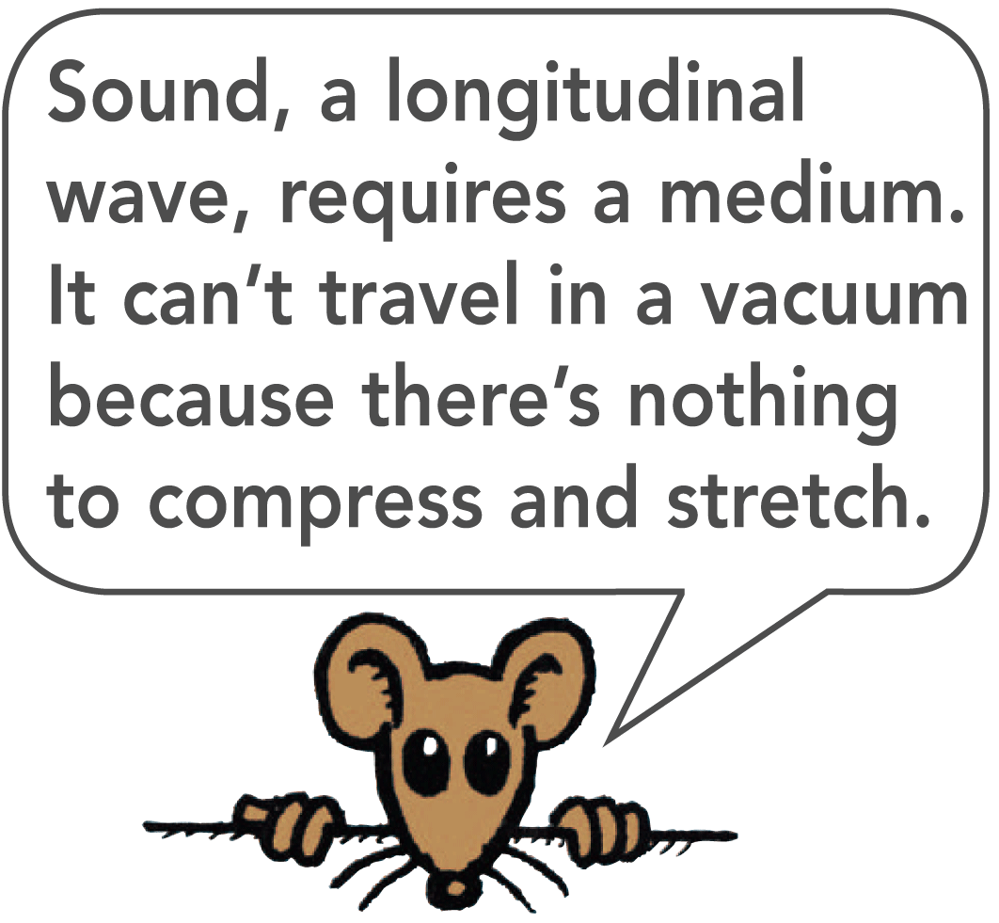 Sound, a longitudinal
wave, requires a medium.
It can’t travel in a vacuum
because there’s nothing
to compress and stretch.